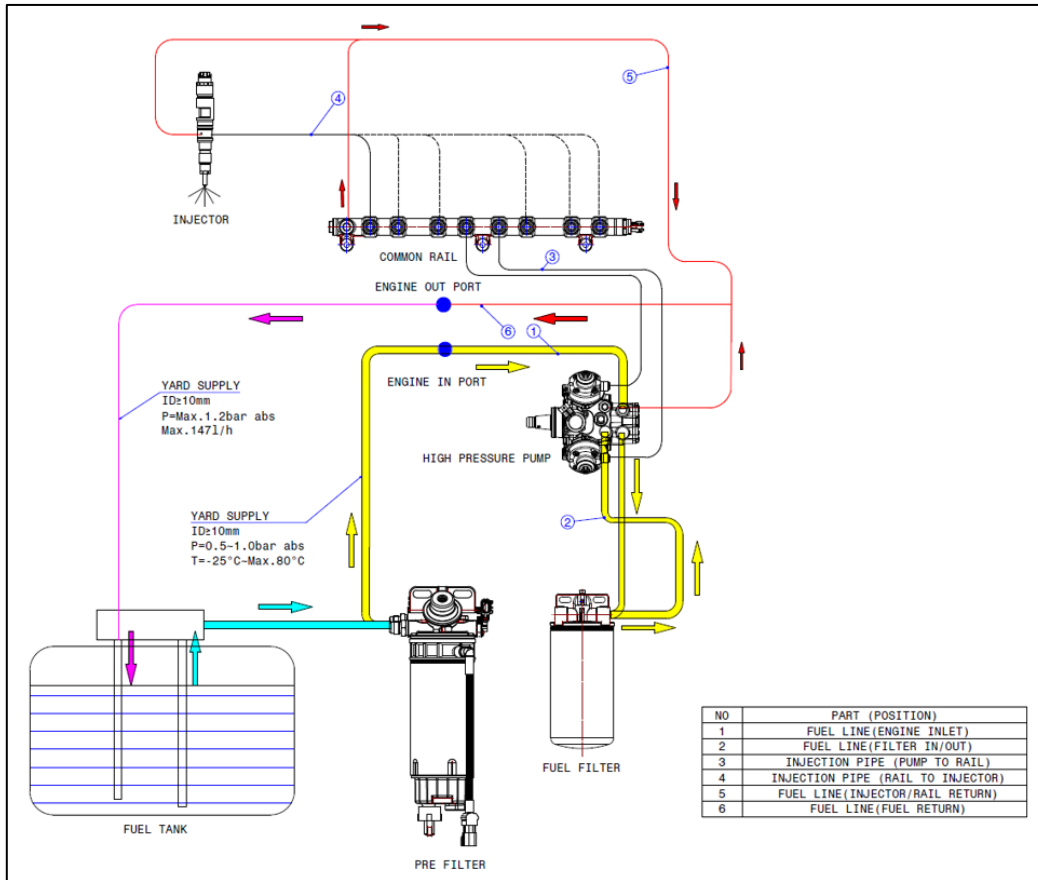 5
4
INJECTOR
COMMON RAIL
3
ENGINE OUT PORT
6
1
ENGINE IN PORT
YARD SUPPLY
ID≥10mm
P=Max.1.2bar abs
Max.147l/h
HIGH PRESSURE PUMP
YARD SUPPLY
ID≥10mm
P=0.5~1.0bar abs
T=-25°C~Max.80°C
2
FUEL TANK
PRE FILTER
FUEL FILTER
NO PART (POSITION)
1 FUEL LINE(ENGINE INLET)
2 FUEL LINE(FILTER IN/OUT)
3 INJECTION PIPE (PUMP TO RAIL)
4 INJECTION PIPE (RAIL TO INJECTOR)
5 FUEL LINE(INJECTOR/RAIL RETURN)
6 FUEL LINE(FUEL RETURN)